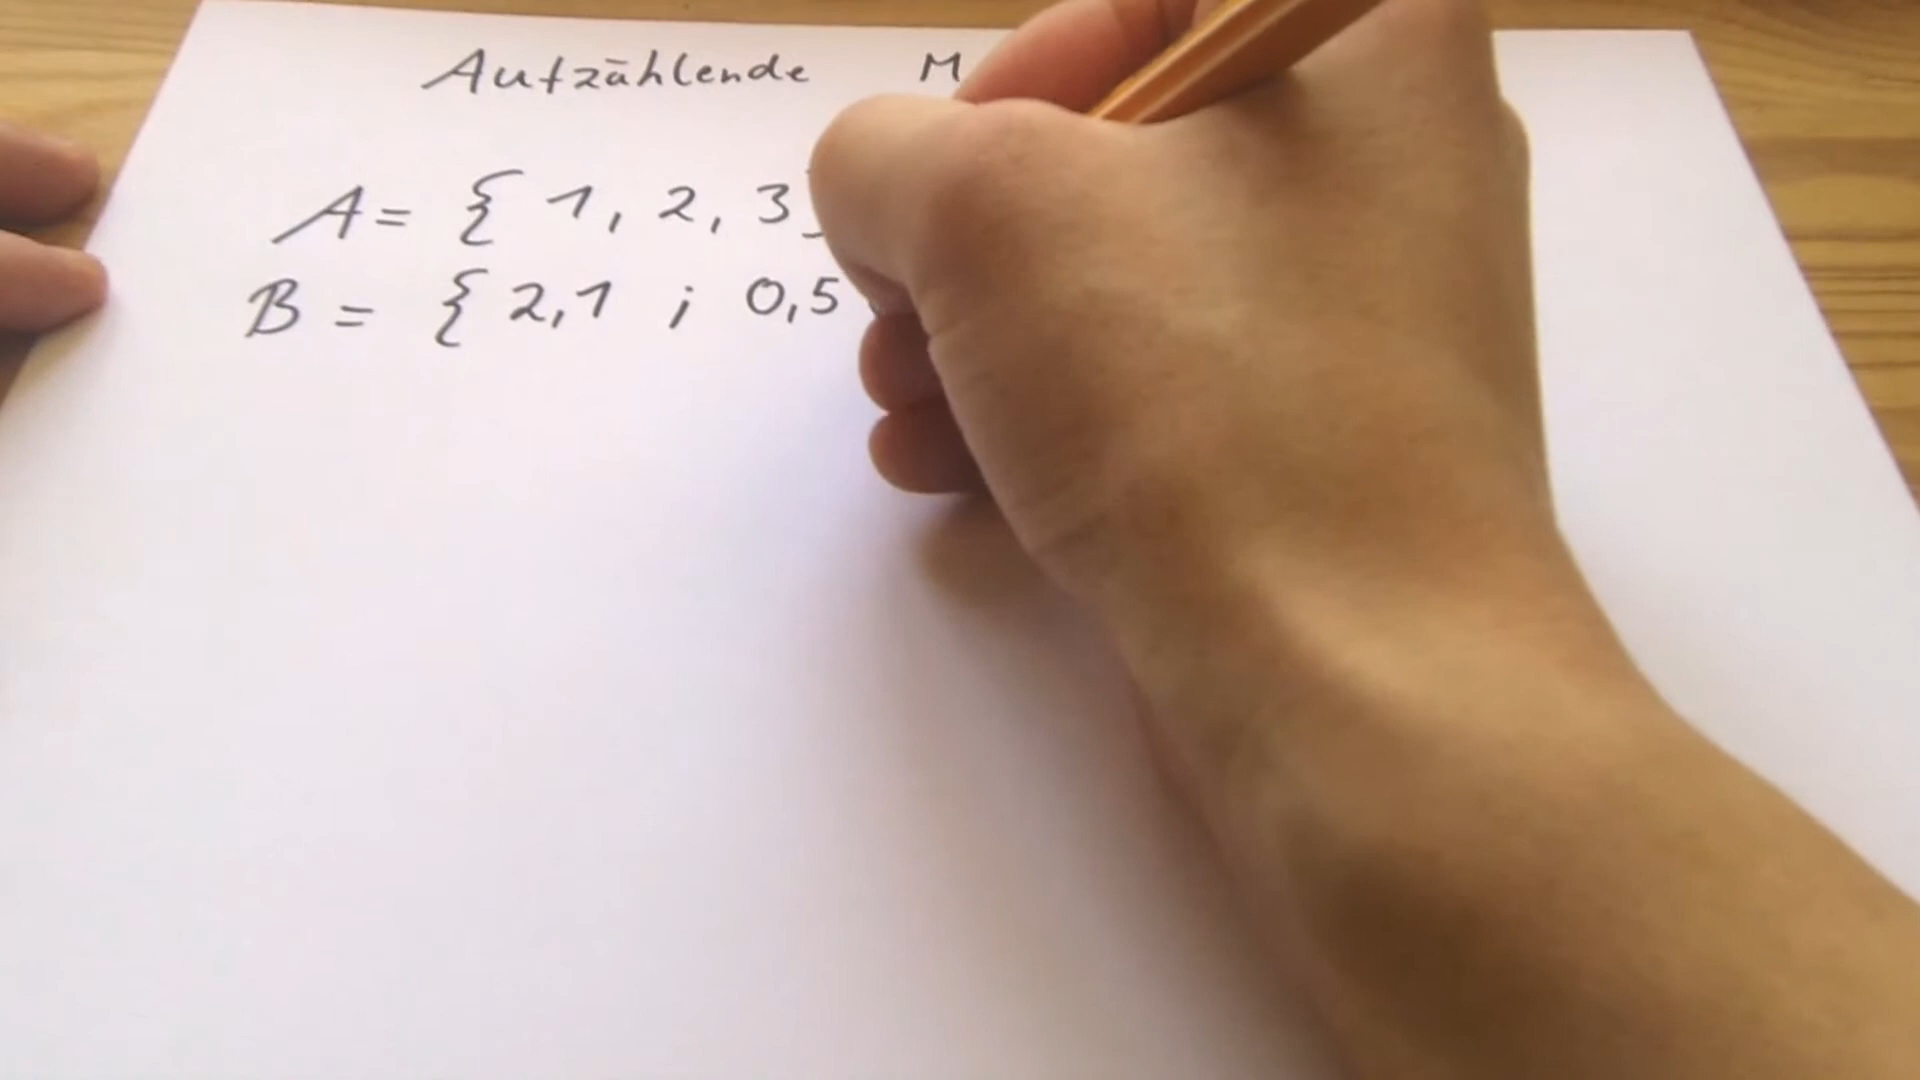 Aufzählende M
A = { 1, 2, 3 }
B = { 2,1 ; 0,5